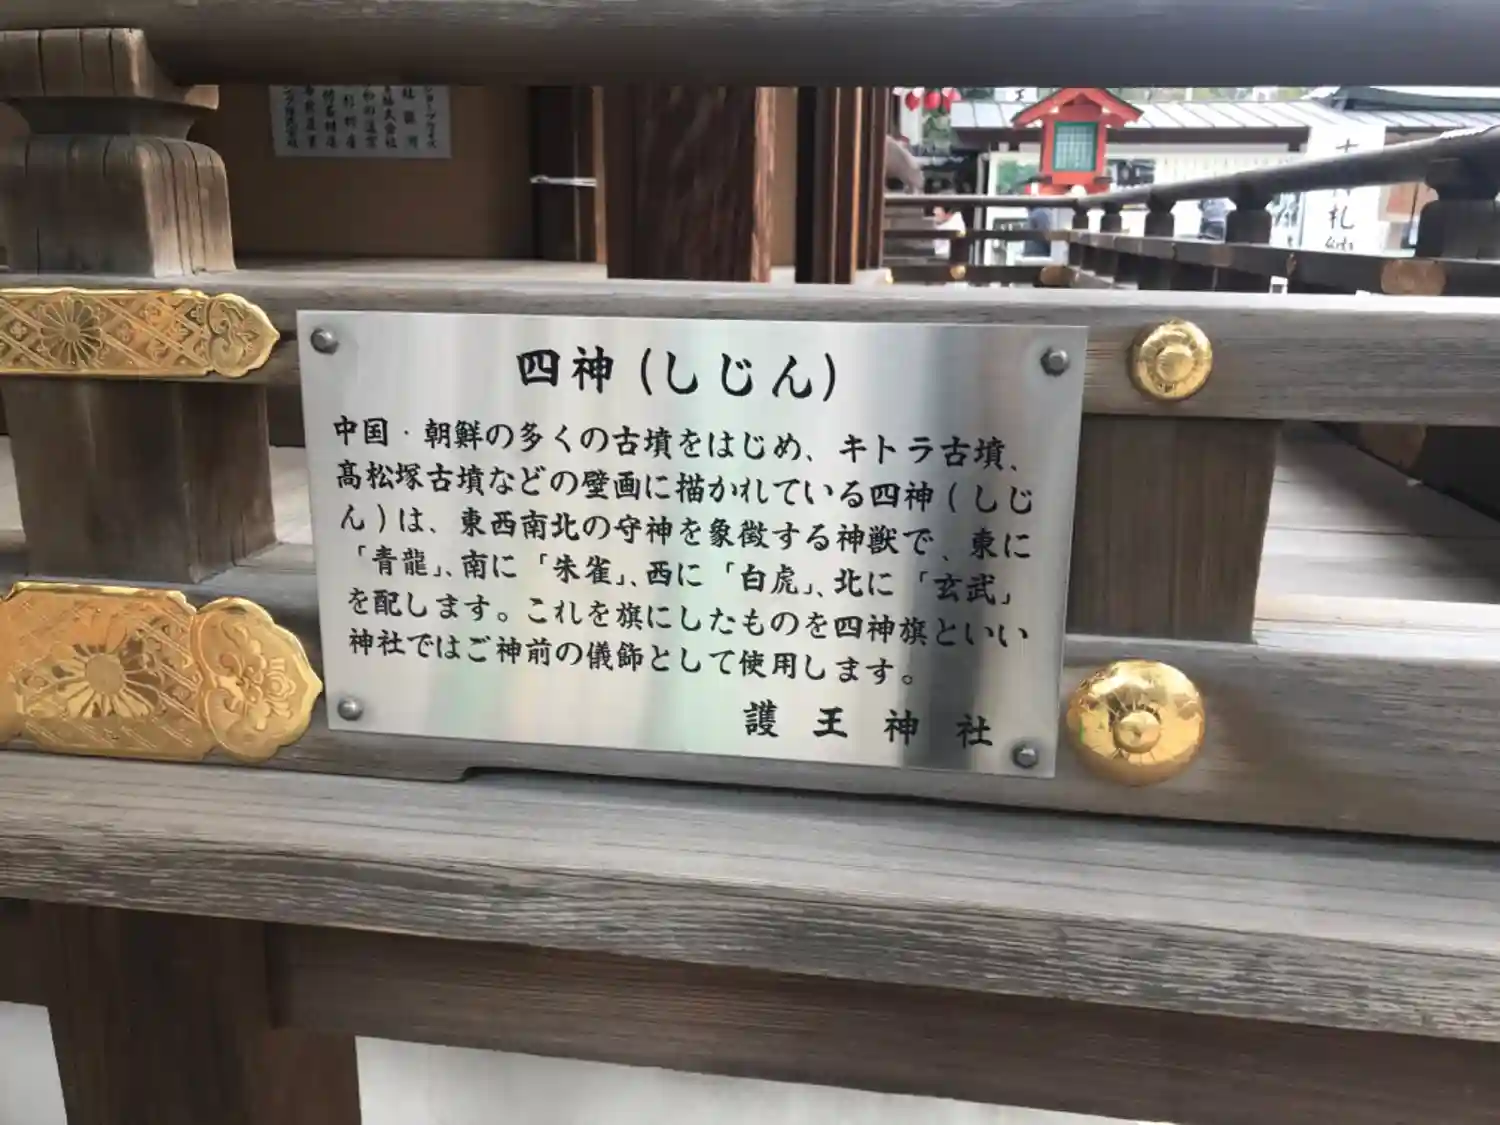 四神(しじん)
中国・朝鮮の多くの古墳をはじめ、キトラ古墳、
髙松塚古墳などの壁画に描かれている四神(しじ
ん)は、東西南北の守神を象徴する神獣で、東に
「青龍」、南に「朱雀」、西に「白虎」、北に「玄武」
を配します。これを旗にしたものを四神旗といい
神社ではご神前の儀飾として使用します。
護王神社